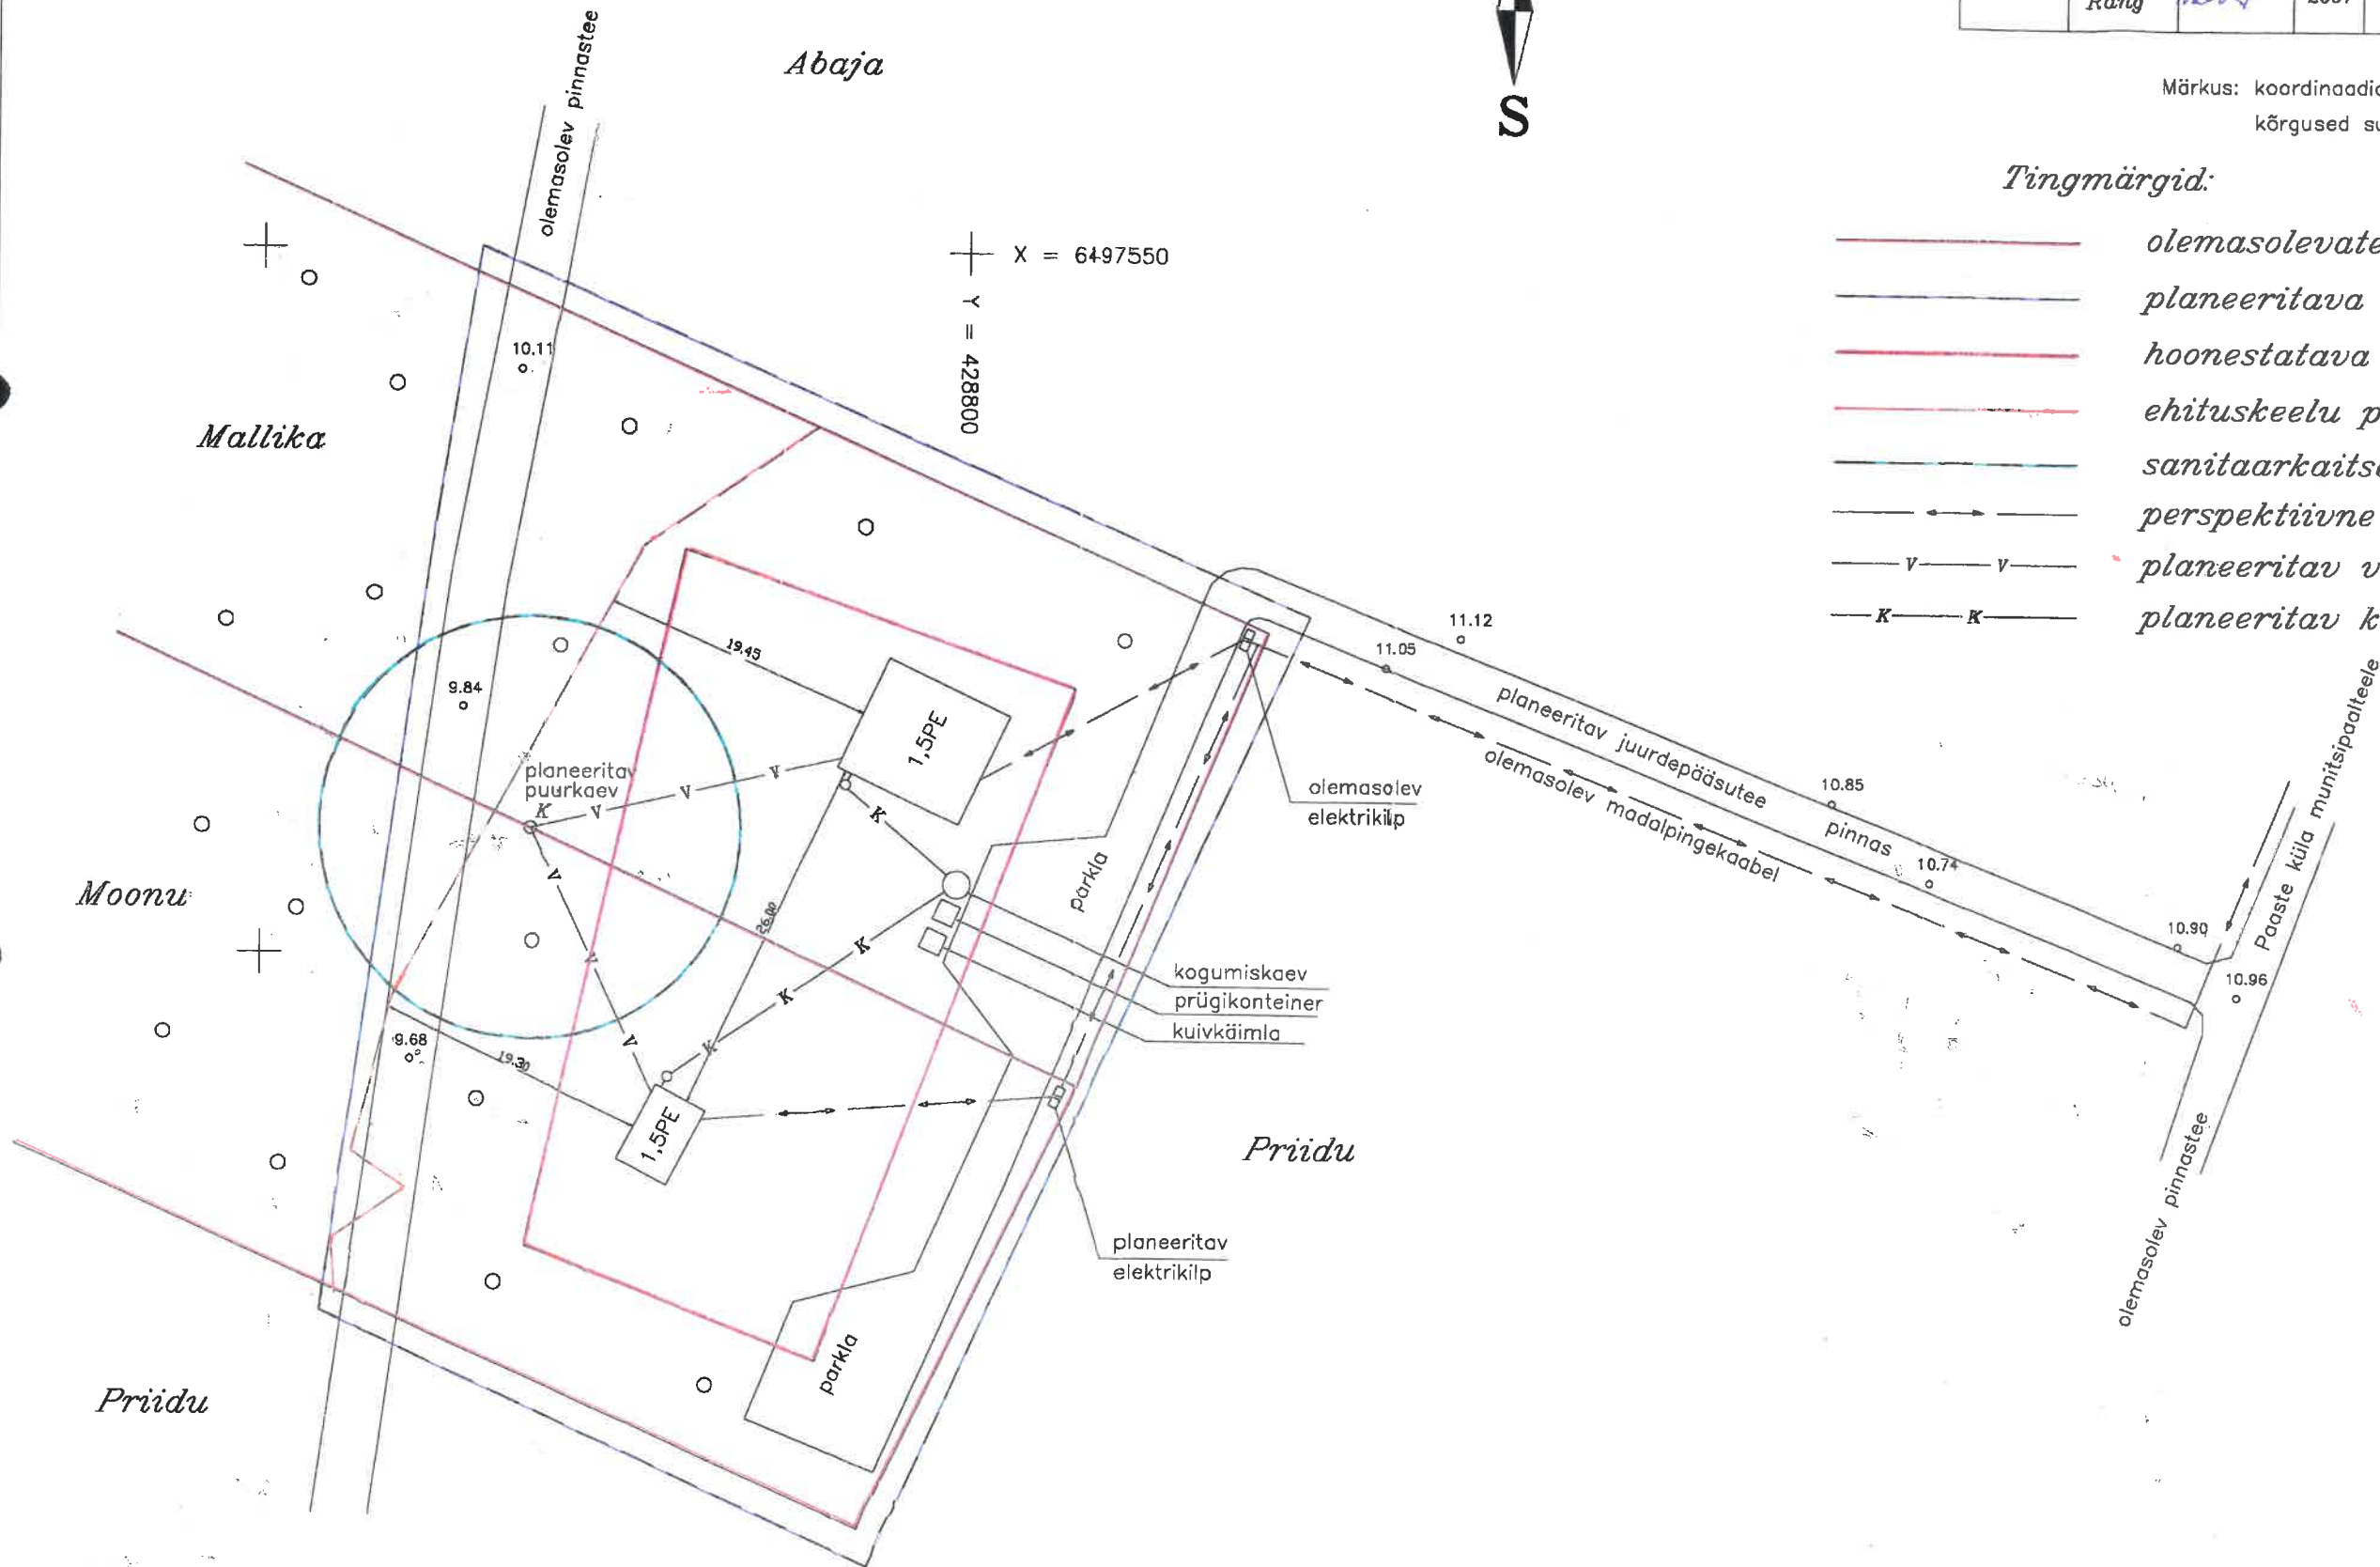 Rang
Abaja
S
Märkus: koordinaadid
kõrgused
Tingmärgid:
olemasolevate
planeeritava
hoonestatava
ehituskeelu
sanitaarkaitse
perspektiivne
V V planeeritav
K K planeeritav
olemasolev pinnastee
X = 6497550
Y = 428800
10.11
Mallika
11.12
11.05
19.45
9.84
1,5PE
planeeritav
puurkaev
K
V
V
V
K
planeeritav juurdepääsutee
pinnas
olemasolev madalpingekaabel
10.85
10.74
10.90
10.96
Paaste küla munitsipaalteele
olemasolev
elektrikilp
parkla
Moonu
V
V
V
26.00
K
K
K
kogumiskaev
prügikonteiner
kuivkäimla
9.68
19.30
1,5PE
Priidu
olemasolev pinnastee
planeeritav
elektrikilp
parkla
Priidu